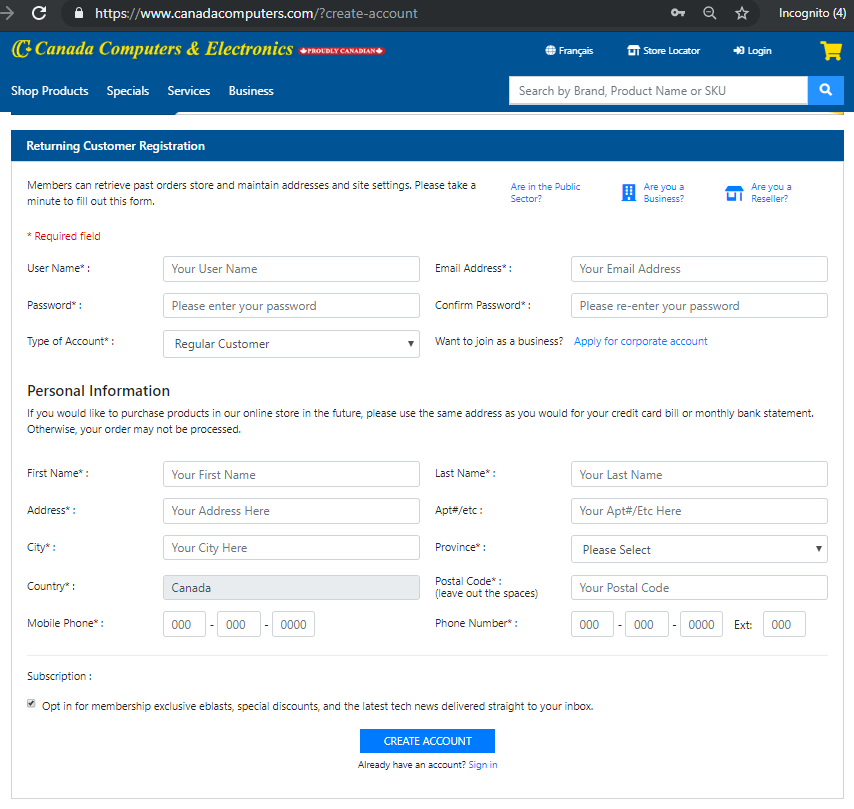 https://www.canadacomputers.com/?create-account
Incognito (4)
Canada Computers & Electronics PROUDLY CANADIAN
Français
Store Locator
Login
Shop Products
Specials
Services
Business
Search by Brand, Product Name or SKU
Returning Customer Registration
Members can retrieve past orders store and maintain addresses and site settings. Please take a
minute to fill out this form.
Are in the Public
Sector?
Are you a
Business?
Are you a
Reseller?
* Required field
User Name* :
Your User Name
Email Address* :
Your Email Address
Password* :
Please enter your password
Confirm Password* :
Please re-enter your password
Type of Account* :
Regular Customer
Want to join as a business? Apply for corporate account
Personal Information
If you would like to purchase products in our online store in the future, please use the same address as you would for your credit card bill or monthly bank statement.
Otherwise, your order may not be processed.
First Name* :
Your First Name
Last Name* :
Your Last Name
Address* :
Your Address Here
Apt#/etc :
Your Apt#/Etc Here
City* :
Your City Here
Province* :
Please Select
Country* :
Canada
Postal Code* :
(leave out the spaces)
Your Postal Code
Mobile Phone* :
000 - 000 - 0000
Phone Number* :
000 - 000 - 0000 Ext: 000
Subscription :
Opt in for membership exclusive eblasts, special discounts, and the latest tech news delivered straight to your inbox.
CREATE ACCOUNT
Already have an account? Sign in